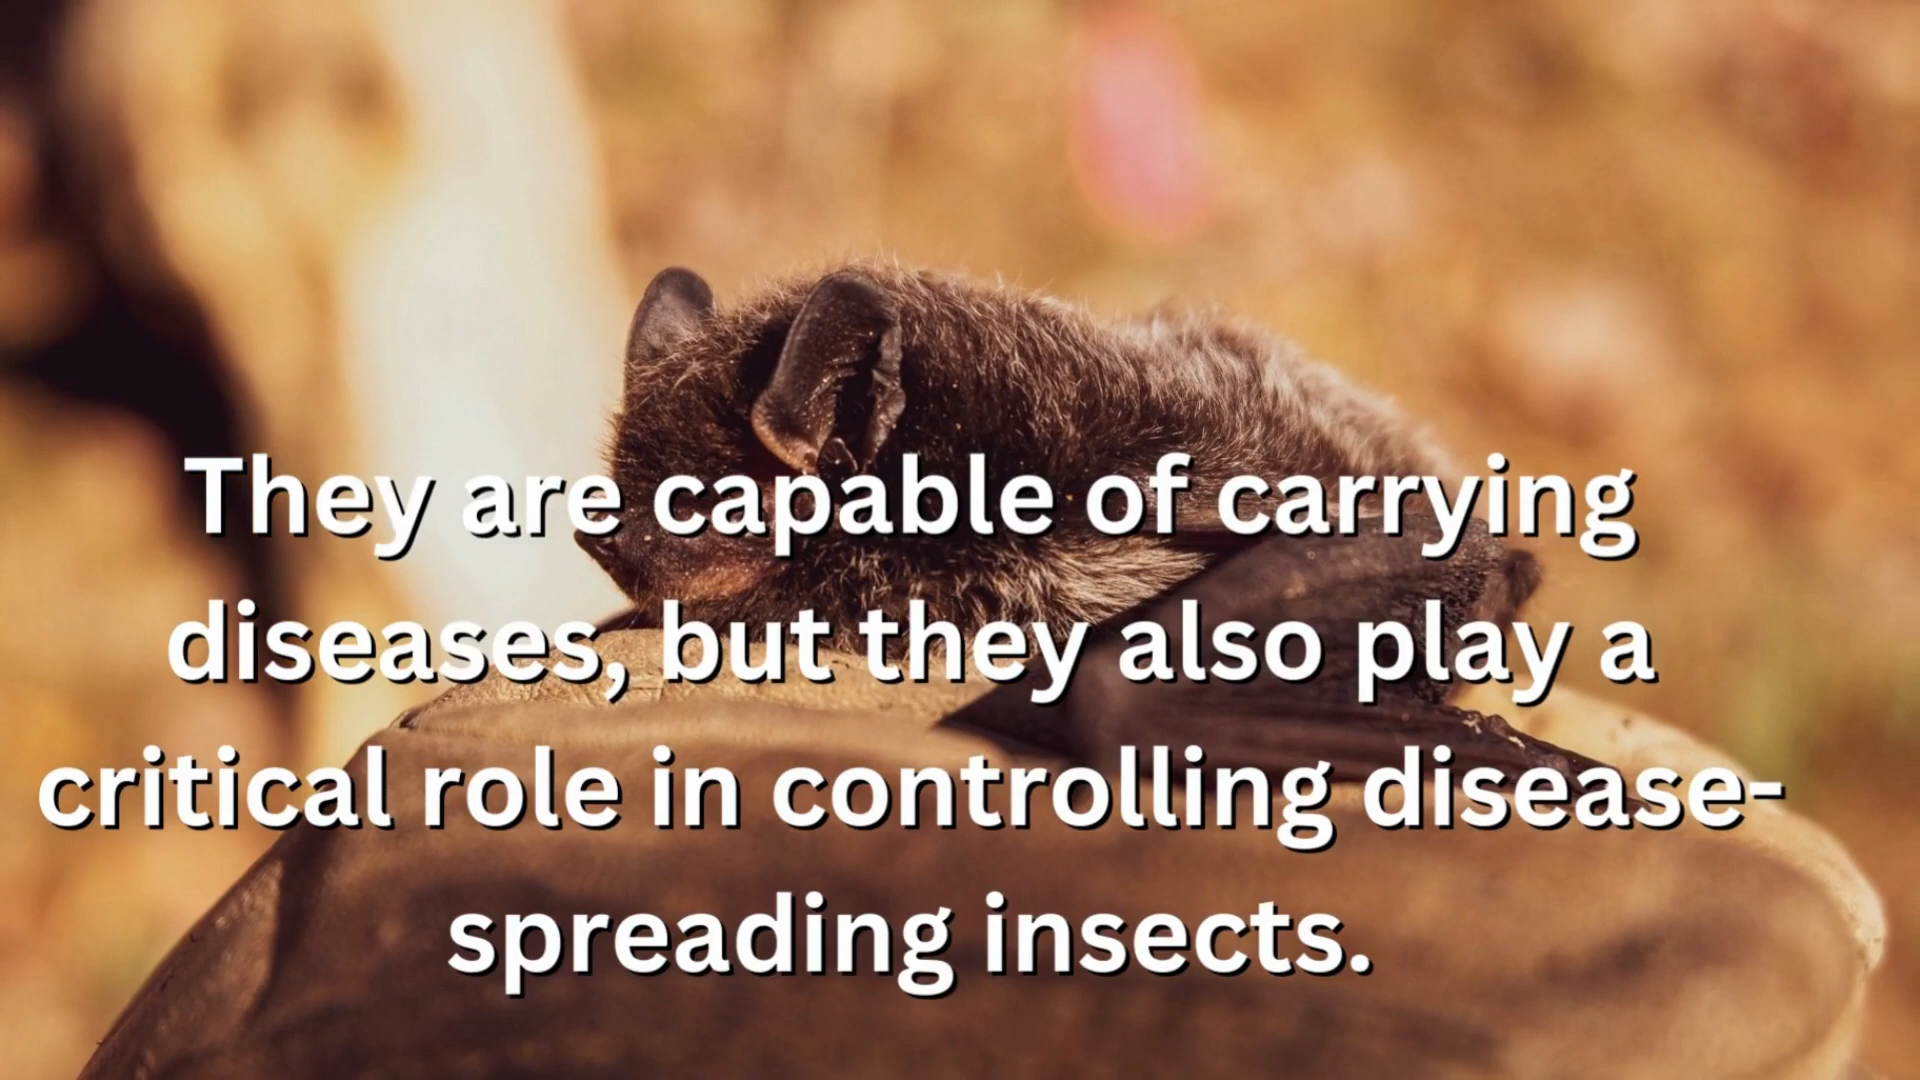 They are capable of carrying
diseases, but they also play a
critical role in controlling disease-
spreading insects.